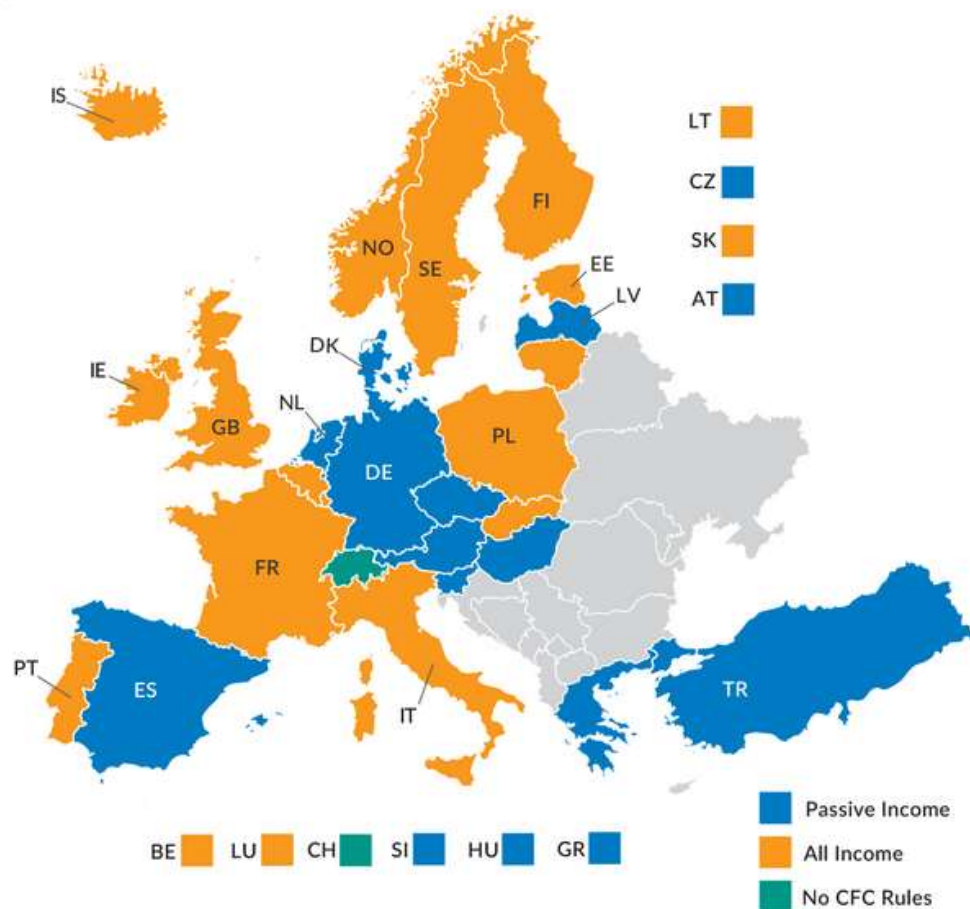 IS
LT
CZ
FI
SK
NO
SE
EE
LV
AT
DK
IE
NL
GB
PL
DE
FR
PT
ES
IT
TR
Passive Income
BE LU CH SI HU GR
All Income
No CFC Rules